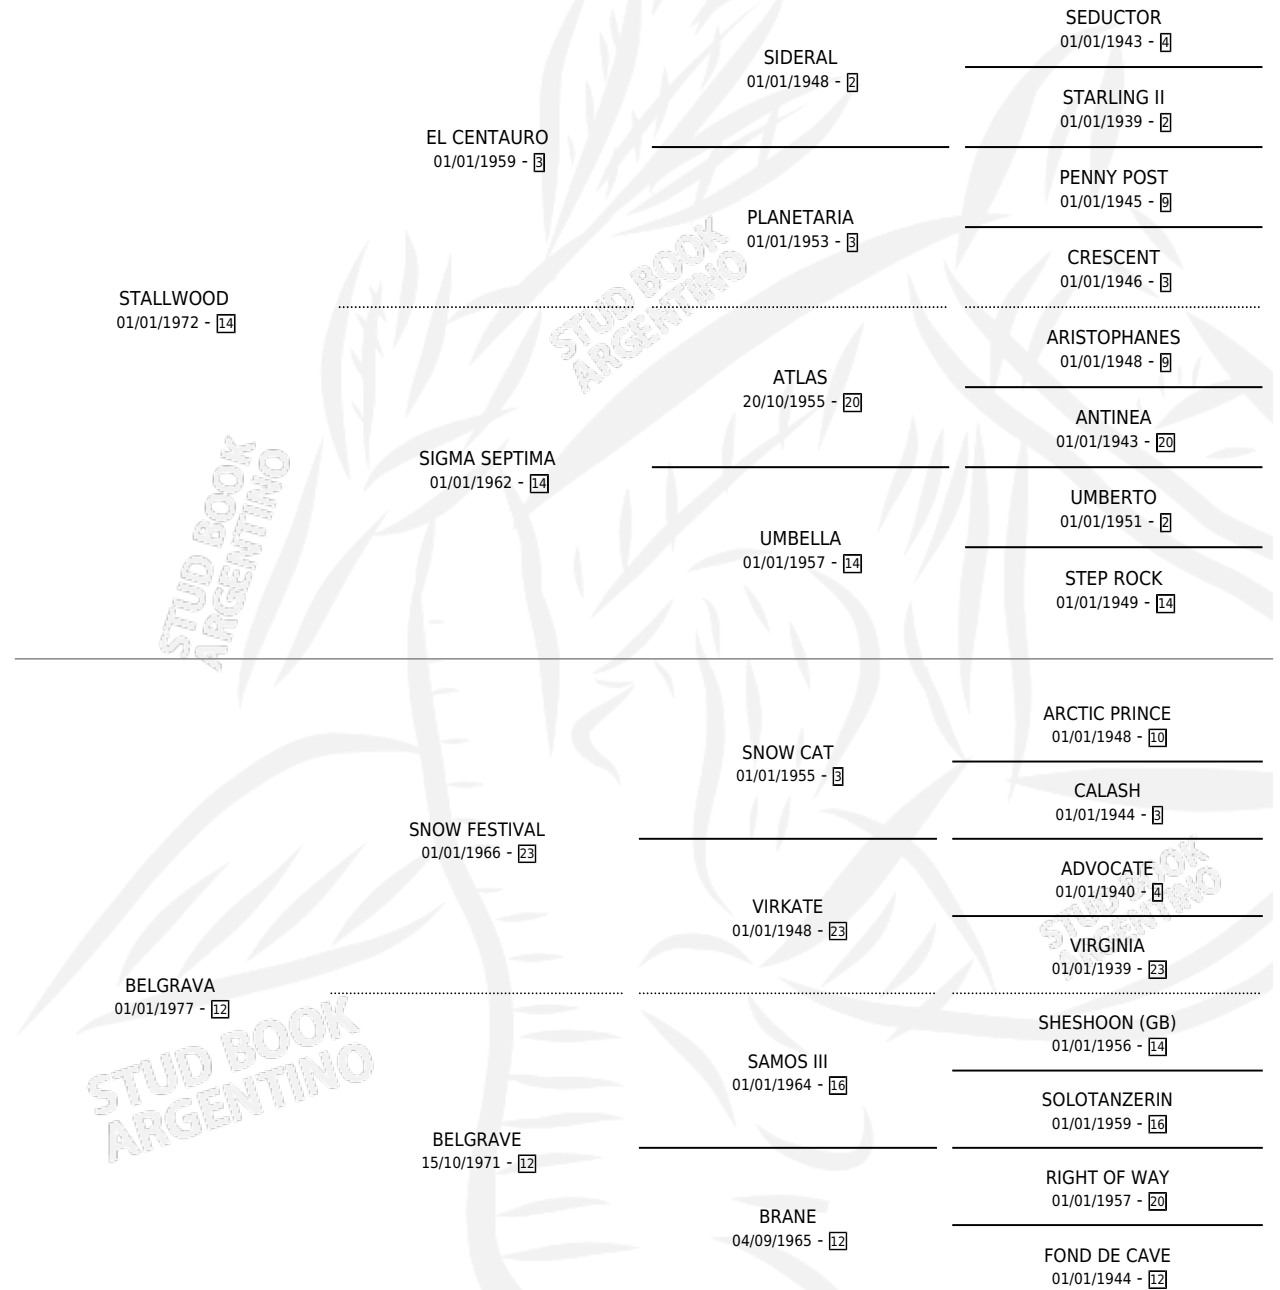 SEDUCTOR
01/01/1943 - 4
SIDERAL
01/01/1948 - 2
STARLING II
01/01/1939 - 2
EL CENTAURO
01/01/1959 - 3
PENNY POST
01/01/1945 - 9
PLANETARIA
01/01/1953 - 3
CRESCENT
01/01/1946 - 3
STALLWOOD
01/01/1972 - 14
ARISTOPHANES
01/01/1948 - 9
ATLAS
20/10/1955 - 20
ANTINEA
01/01/1943 - 20
SIGMA SEPTIMA
01/01/1962 - 14
UMBERTO
01/01/1951 - 2
UMBELLA
01/01/1957 - 14
STEP ROCK
01/01/1949 - 14
STUD BOOK
ARGENTINO
STUD BOOK
ARGENTINO
ARCTIC PRINCE
01/01/1948 - 10
SNOW CAT
01/01/1955 - 3
CALASH
01/01/1944 - 3
SNOW FESTIVAL
01/01/1966 - 23
ADVOCATE
01/01/1940 - 4
VIRKATE
01/01/1948 - 23
VIRGINIA
01/01/1939 - 23
STUD BOOK
ARGENTINO
BELGRAVA
01/01/1977 - 12
SHESHOON (GB)
01/01/1956 - 14
SAMOS III
01/01/1964 - 16
SOLOTANZERIN
01/01/1959 - 16
STUD BOOK
ARGENTINO
BELGRAVE
15/10/1971 - 12
RIGHT OF WAY
01/01/1957 - 20
BRANE
04/09/1965 - 12
FOND DE CAVE
01/01/1944 - 12